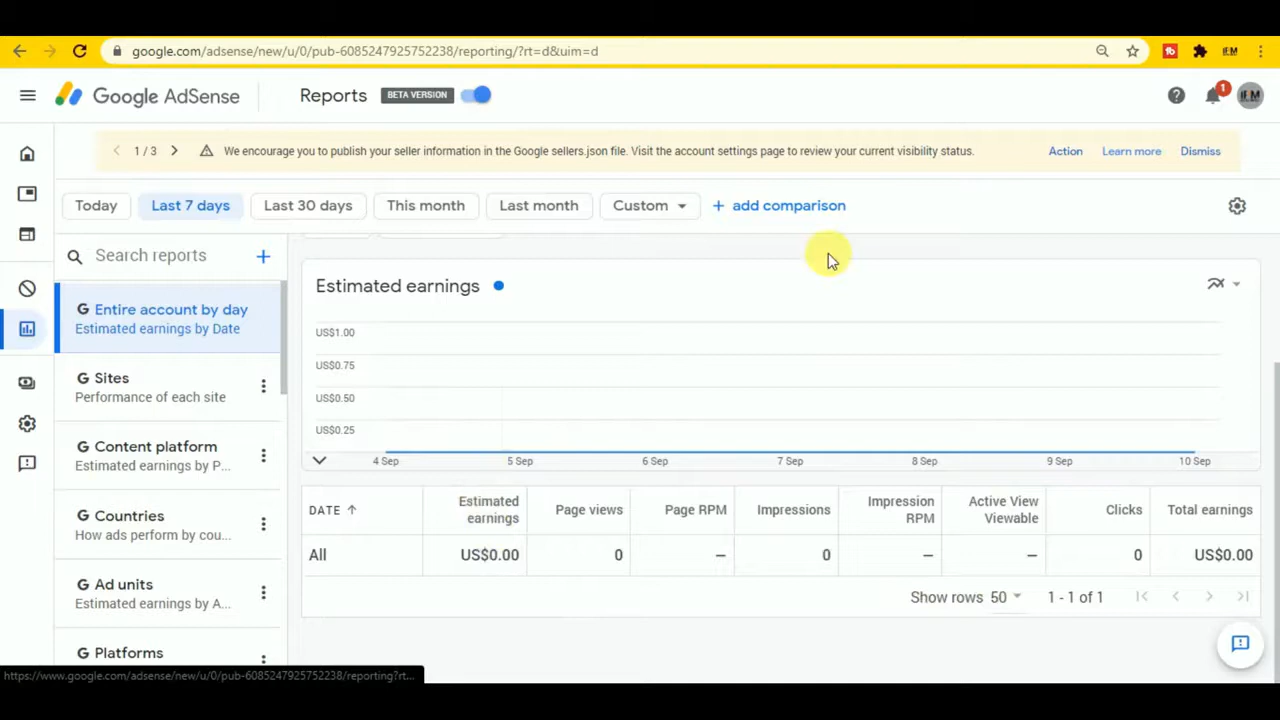 google.com/adsense/new/u/0/pub-6085247925752238/reporting/?rt=d&uim=d
Google AdSense
Reports
BETA VERSION
1
1 / 3
We encourage you to publish your seller information in the Google sellers.json file. Visit the account settings page to review your current visibility status.
Action
Learn more
Dismiss
Today
Last 7 days
Last 30 days
This month
Last month
Custom
+ add comparison
Search reports
+
G Entire account by day
Estimated earnings by Date
G Sites
Performance of each site
G Content platform
Estimated earnings by P...
G Countries
How ads perform by cou...
G Ad units
Estimated earnings by A...
G Platforms
Estimated earnings
US$1.00
US$0.75
US$0.50
US$0.25
4 Sep 5 Sep 6 Sep 7 Sep 8 Sep 9 Sep 10 Sep
DATE Estimated earnings Page views Page RPM Impressions Impression RPM Active View Viewable Clicks Total earnings
All US$0.00 0 – 0 – – 0 US$0.00
Show rows 50 1 - 1 of 1
https://www.google.com/adsense/new/u/0/pub-6085247925752238/reporting?rt...